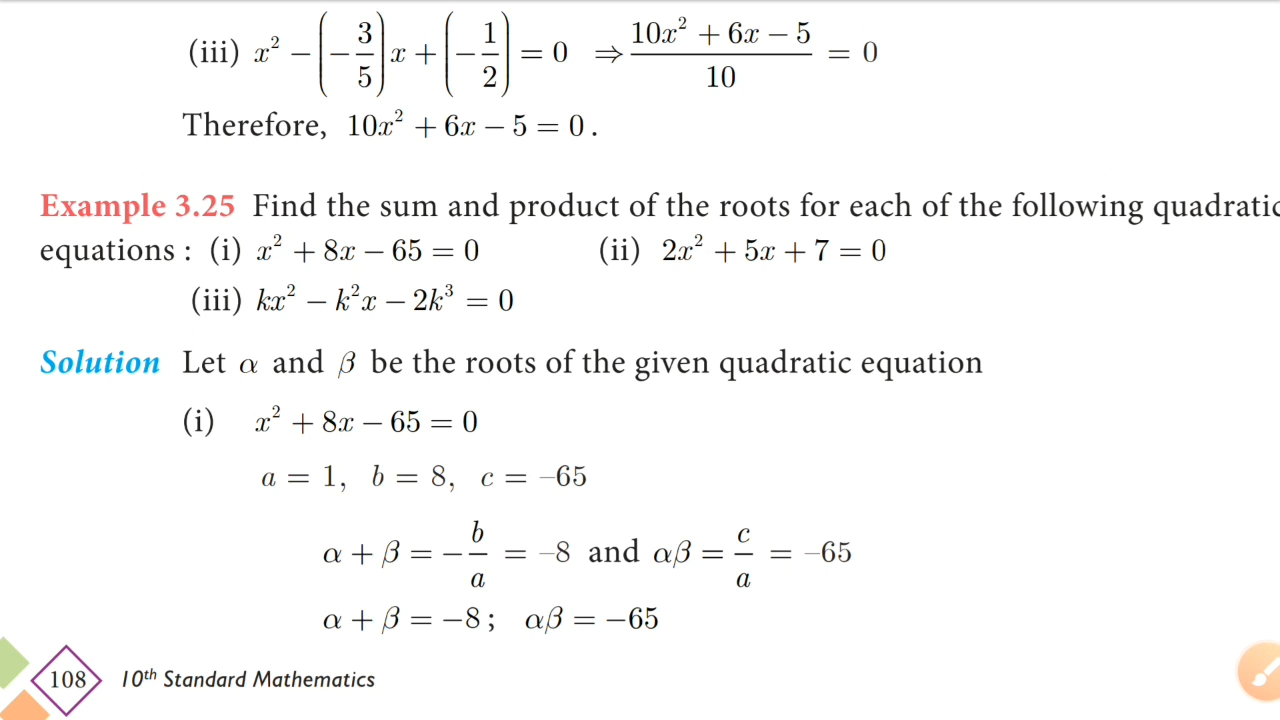 (iii) x² − (−3/5)x + (−1/2) = 0 ⇒ (10x² + 6x − 5)/10 = 0
Therefore, 10x² + 6x − 5 = 0.
Example 3.25 Find the sum and product of the roots for each of the following quadratic
equations : (i) x² + 8x − 65 = 0 (ii) 2x² + 5x + 7 = 0
(iii) kx² − k²x − 2k³ = 0
Solution Let α and β be the roots of the given quadratic equation
(i) x² + 8x − 65 = 0
a = 1, b = 8, c = –65
α + β = −b/a = –8 and αβ = c/a = –65
α + β = −8; αβ = −65
108 10th Standard Mathematics